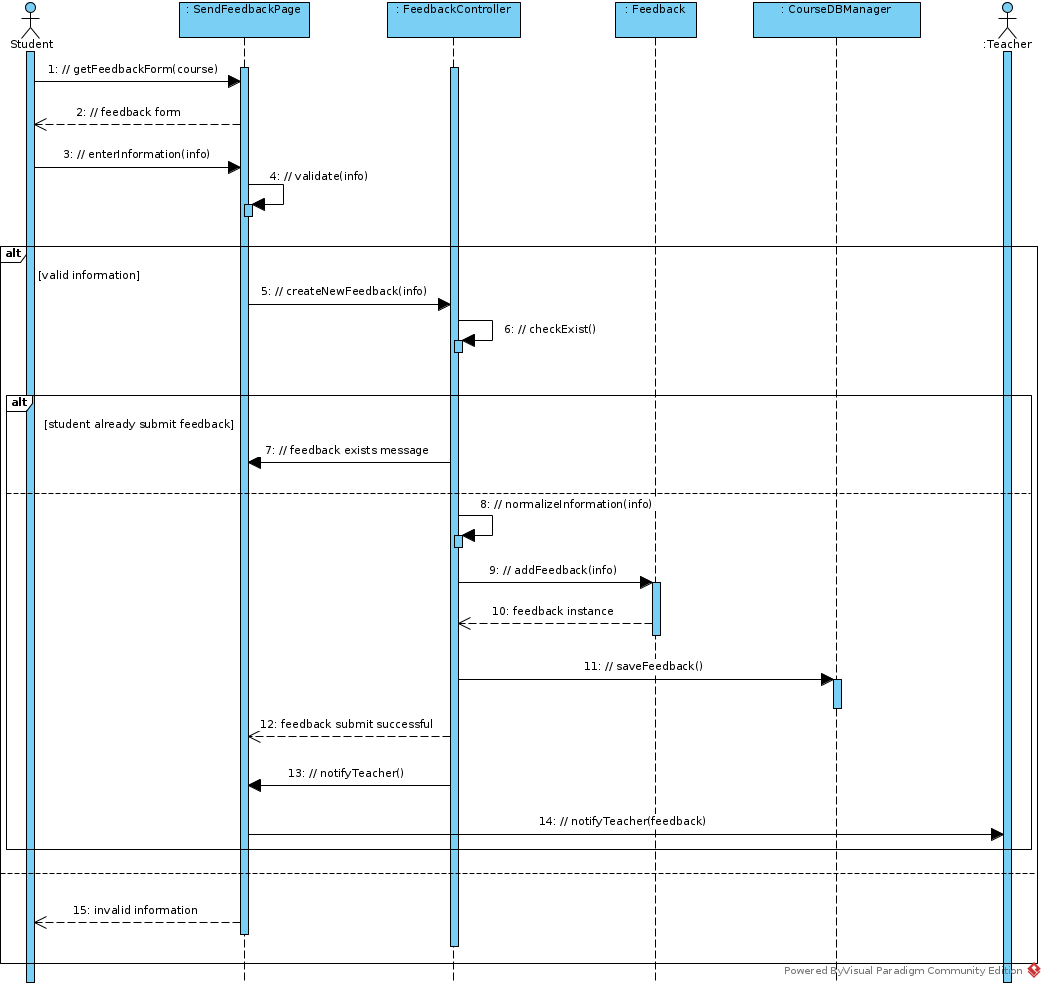 : SendFeedbackPage
: FeedbackController
: Feedback
: CourseDBManager
Student
:Teacher
1: // getFeedbackForm(course)
2: // feedback form
3: // enterInformation(info)
4: // validate(info)
alt
[valid information]
5: // createNewFeedback(info)
6: // checkExist()
alt
[student already submit feedback]
7: // feedback exists message
8: // normalizeInformation(info)
9: // addFeedback(info)
10: feedback instance
11: // saveFeedback()
12: feedback submit successful
13: // notifyTeacher()
14: // notifyTeacher(feedback)
15: invalid information
Powered ByVisual Paradigm Community Edition